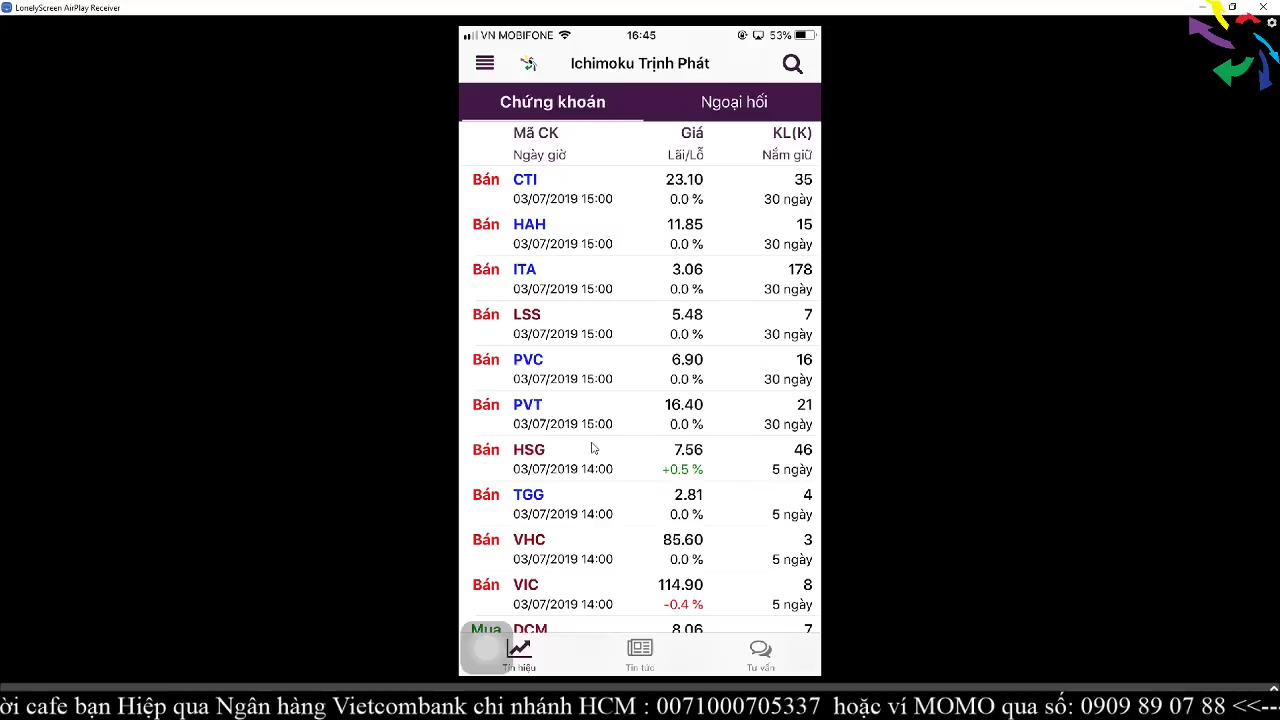 LonelyScreen AirPlay Receiver
VN MOBIFONE 16:45 53%
Ichimoku Trịnh Phát
Chứng khoán Ngoại hối
Mã CK Giá KL(K)
Ngày giờ Lãi/Lỗ Nắm giữ
Bán CTI 23.10 35
03/07/2019 15:00 0.0 % 30 ngày
Bán HAH 11.85 15
03/07/2019 15:00 0.0 % 30 ngày
Bán ITA 3.06 178
03/07/2019 15:00 0.0 % 30 ngày
Bán LSS 5.48 7
03/07/2019 15:00 0.0 % 30 ngày
Bán PVC 6.90 16
03/07/2019 15:00 0.0 % 30 ngày
Bán PVT 16.40 21
03/07/2019 15:00 0.0 % 30 ngày
Bán HSG 7.56 46
03/07/2019 14:00 +0.5 % 5 ngày
Bán TGG 2.81 4
03/07/2019 14:00 0.0 % 5 ngày
Bán VHC 85.60 3
03/07/2019 14:00 0.0 % 5 ngày
Bán VIC 114.90 8
03/07/2019 14:00 -0.4 % 5 ngày
Mua DCM 8.06 7
Tín hiệu Tin tức Tư vấn
ời cafe bạn Hiệp qua Ngân hàng Vietcombank chi nhánh HCM : 0071000705337 hoặc ví MOMO qua số: 0909 89 07 88 <<--